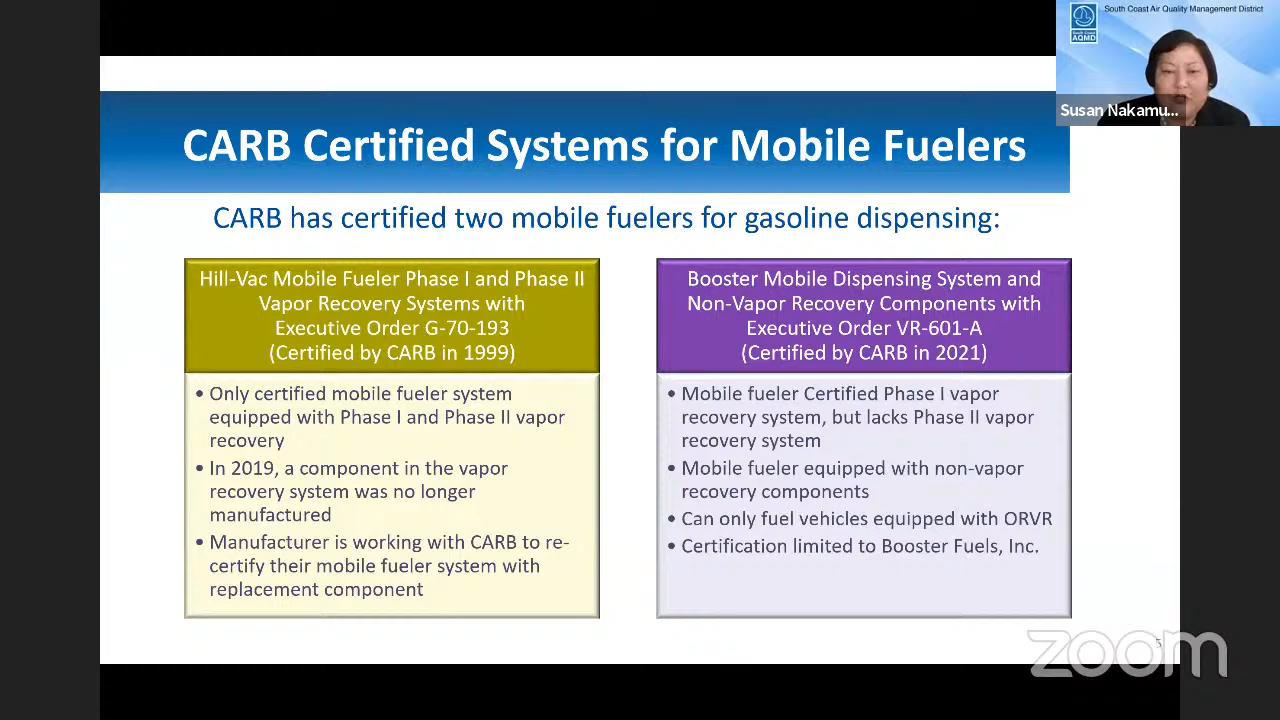 South Coast Air Quality Management District
South Coast
AQMD
Susan Nakamu...
CARB Certified Systems for Mobile Fuelers
CARB has certified two mobile fuelers for gasoline dispensing:
Hill-Vac Mobile Fueler Phase I and Phase II
Vapor Recovery Systems with
Executive Order G-70-193
(Certified by CARB in 1999)
• Only certified mobile fueler system
equipped with Phase I and Phase II vapor
recovery
• In 2019, a component in the vapor
recovery system was no longer
manufactured
• Manufacturer is working with CARB to re-
certify their mobile fueler system with
replacement component
Booster Mobile Dispensing System and
Non-Vapor Recovery Components with
Executive Order VR-601-A
(Certified by CARB in 2021)
• Mobile fueler Certified Phase I vapor
recovery system, but lacks Phase II vapor
recovery system
• Mobile fueler equipped with non-vapor
recovery components
• Can only fuel vehicles equipped with ORVR
• Certification limited to Booster Fuels, Inc.
5
zoom